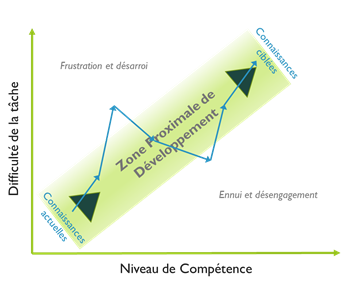 Connaissances
ciblées
Frustration et désarroi
Difficulté de la tâche
Zone Proximale de
Développement
Ennui et désengagement
Connaissances
actuelles
Niveau de Compétence